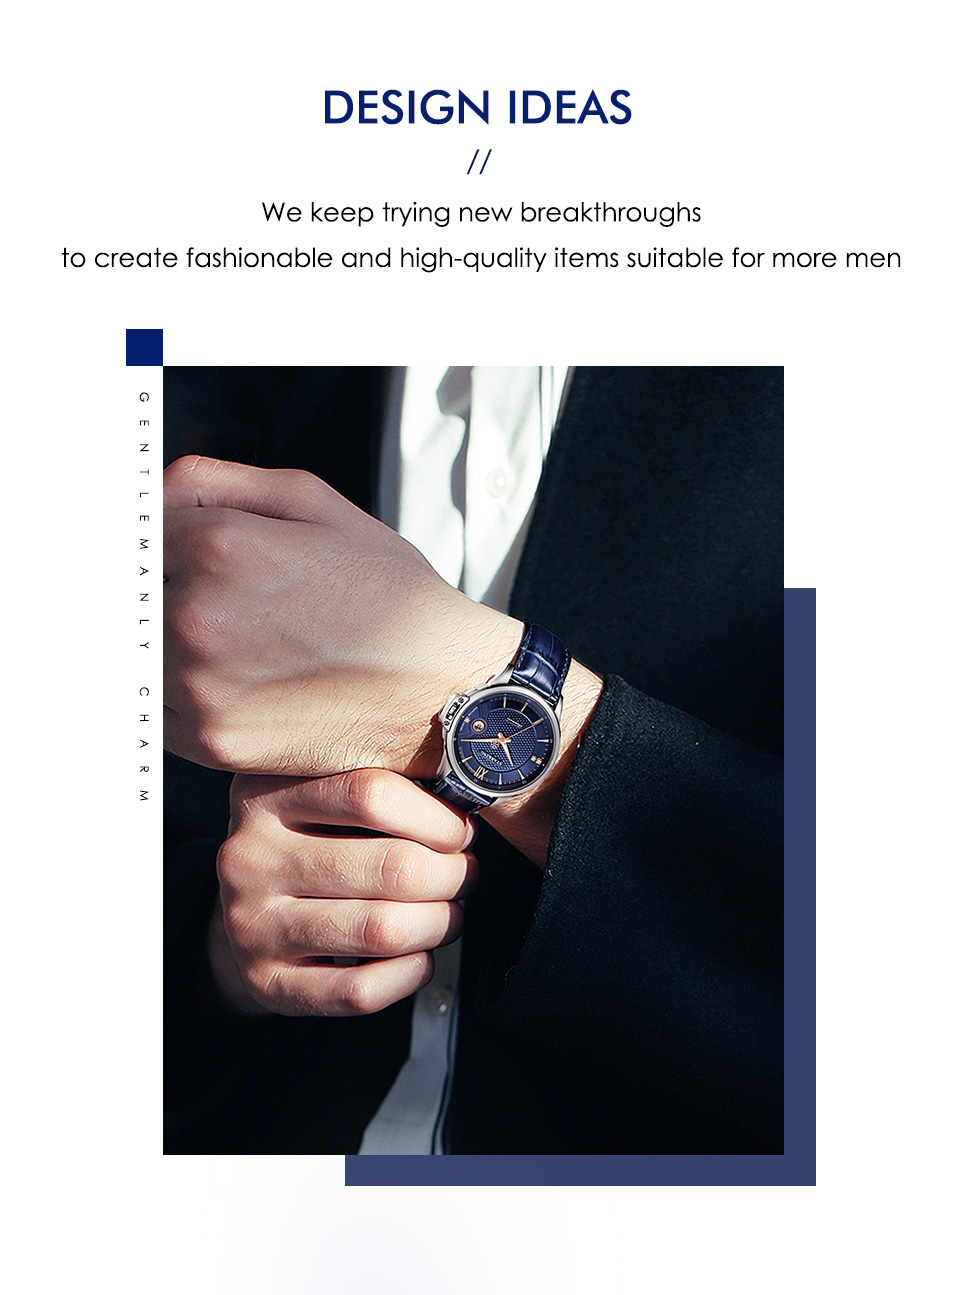 DESIGN IDEAS
//
We keep trying new breakthroughs
to create fashionable and high-quality items suitable for more men
GENTLEMANLY CHARM
XII